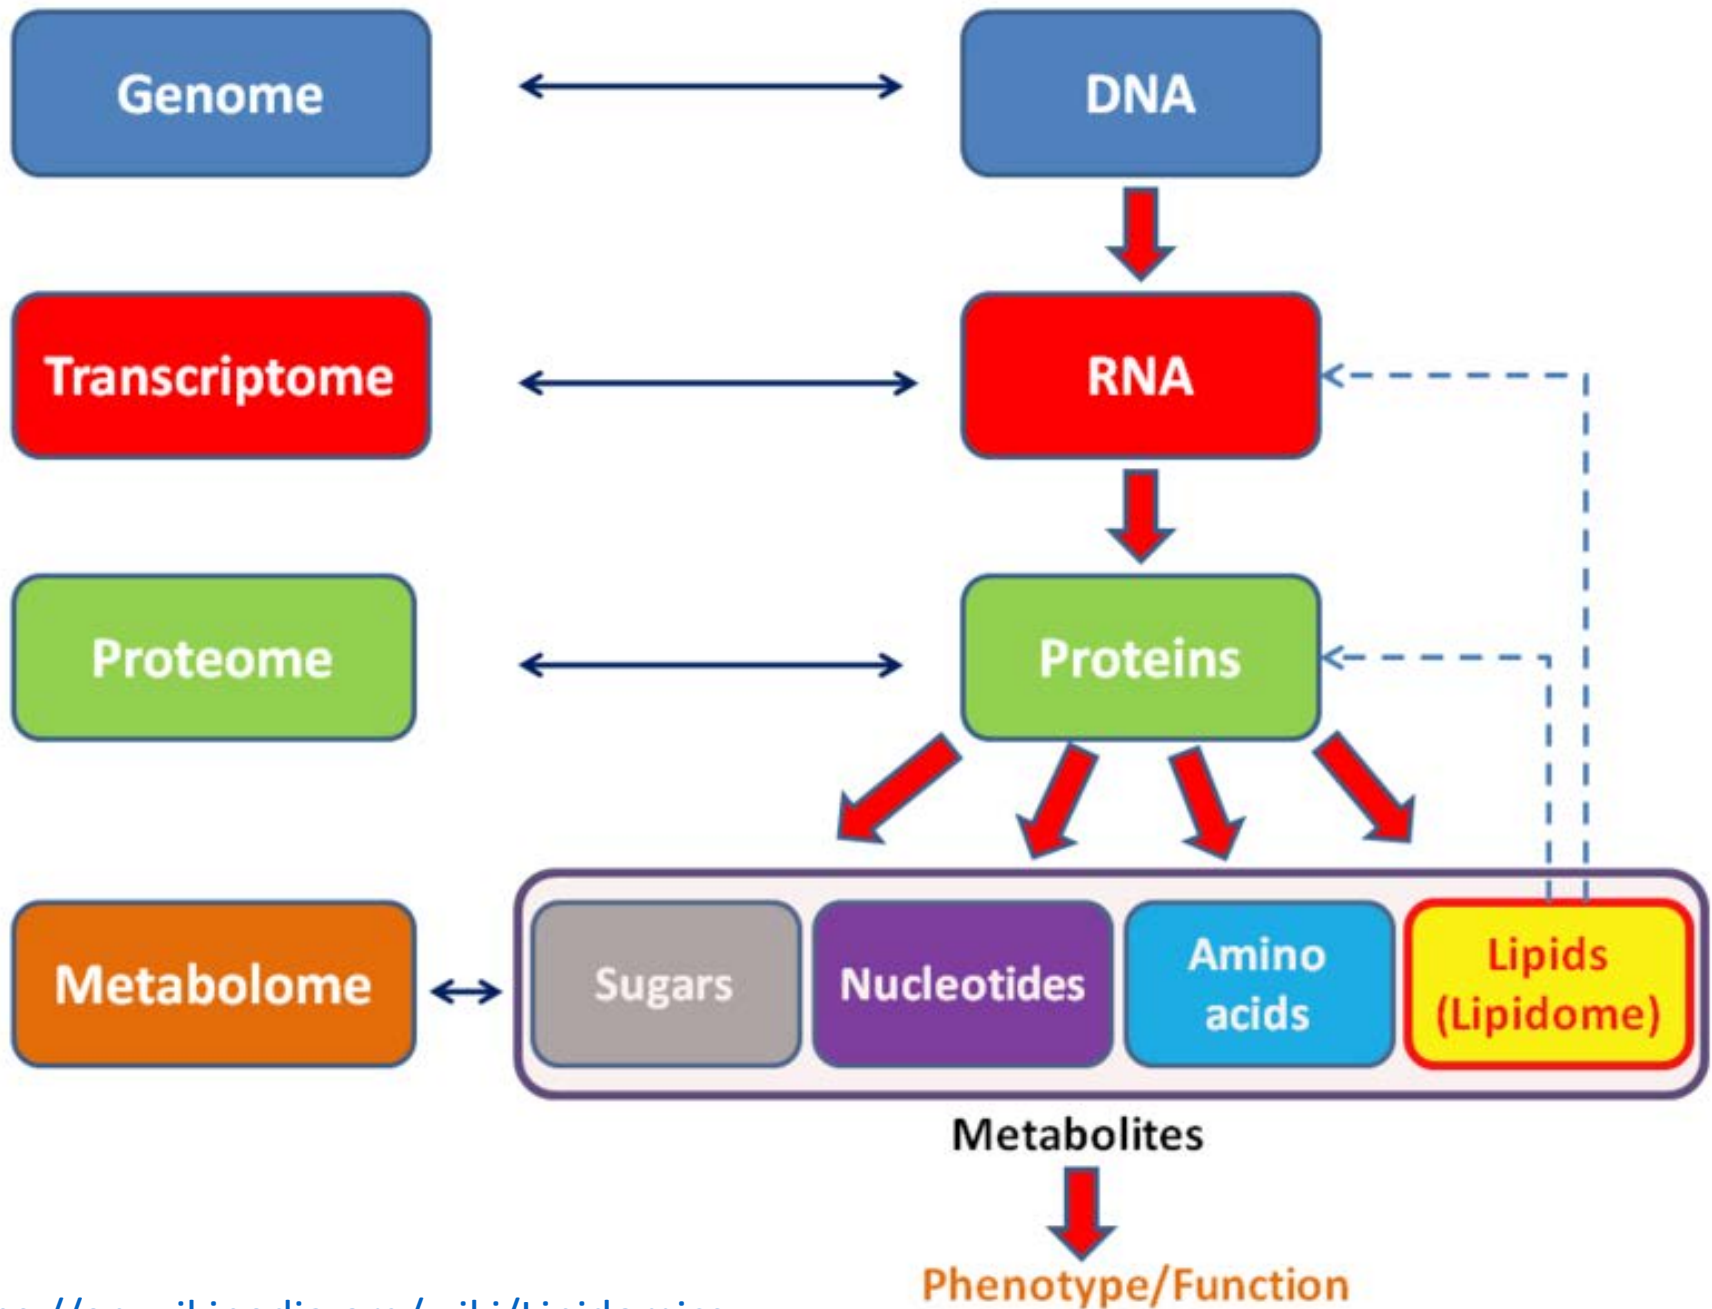 Genome
DNA
Transcriptome
RNA
Proteome
Proteins
Metabolome
Sugars
Nucleotides
Amino
acids
Lipids
(Lipidome)
Metabolites
Phenotype/Function